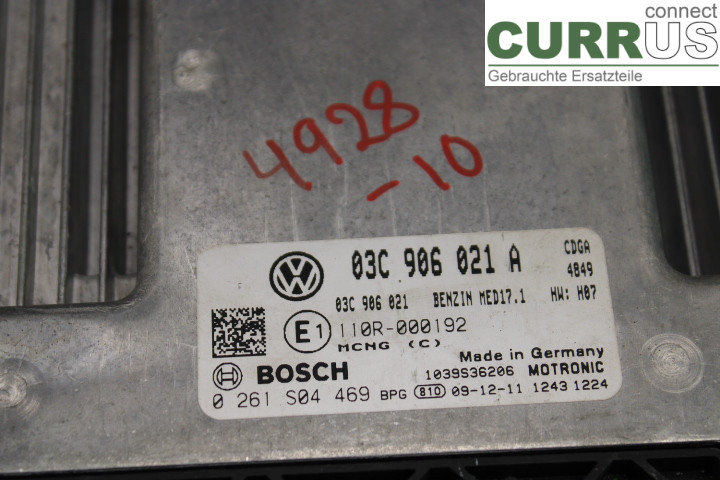 connect
CURRUS
Gebrauchte Ersatzteile
4928
-10
03C 906 021 A CDGA
4849
03C 906 021 BENZIN MED17.1 HW: H07
E1 110R-000192
MCNG (C)
Made in Germany
BOSCH 1039S36206 MOTRONIC
0 261 S04 469 BPG 810 09-12-11 1243 1224